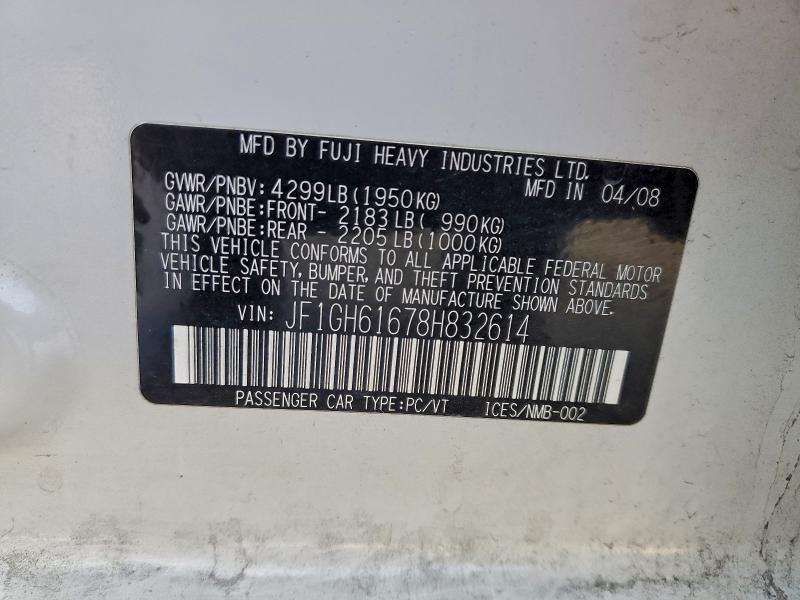 MFD BY FUJI HEAVY INDUSTRIES LTD.
GVWR/PNBV: 4299LB(1950KG) MFD IN 04/08
GAWR/PNBE:FRONT- 2183LB( 990KG)
GAWR/PNBE:REAR - 2205LB(1000KG)
THIS VEHICLE CONFORMS TO ALL APPLICABLE FEDERAL MOTOR
VEHICLE SAFETY, BUMPER, AND THEFT PREVENTION STANDARDS
IN EFFECT ON THE DATE OF MANUFACTURE SHOWN ABOVE.
VIN: JF1GH61678H832614
PASSENGER CAR TYPE:PC/VT ICES/NMB-002